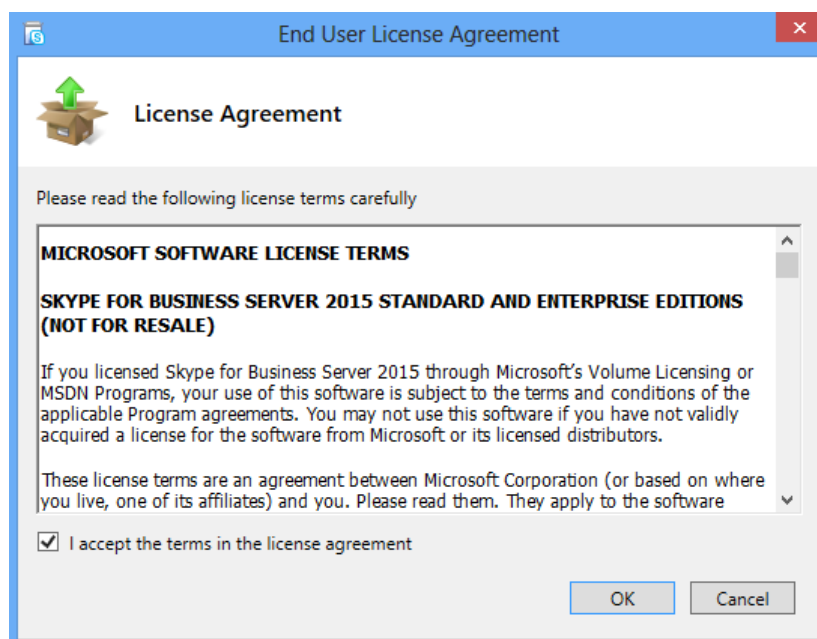 End User License Agreement
License Agreement
Please read the following license terms carefully
MICROSOFT SOFTWARE LICENSE TERMS
SKYPE FOR BUSINESS SERVER 2015 STANDARD AND ENTERPRISE EDITIONS
(NOT FOR RESALE)
If you licensed Skype for Business Server 2015 through Microsoft’s Volume Licensing or
MSDN Programs, your use of this software is subject to the terms and conditions of the
applicable Program agreements. You may not use this software if you have not validly
acquired a license for the software from Microsoft or its licensed distributors.
These license terms are an agreement between Microsoft Corporation (or based on where
you live, one of its affiliates) and you. Please read them. They apply to the software
I accept the terms in the license agreement
OK
Cancel